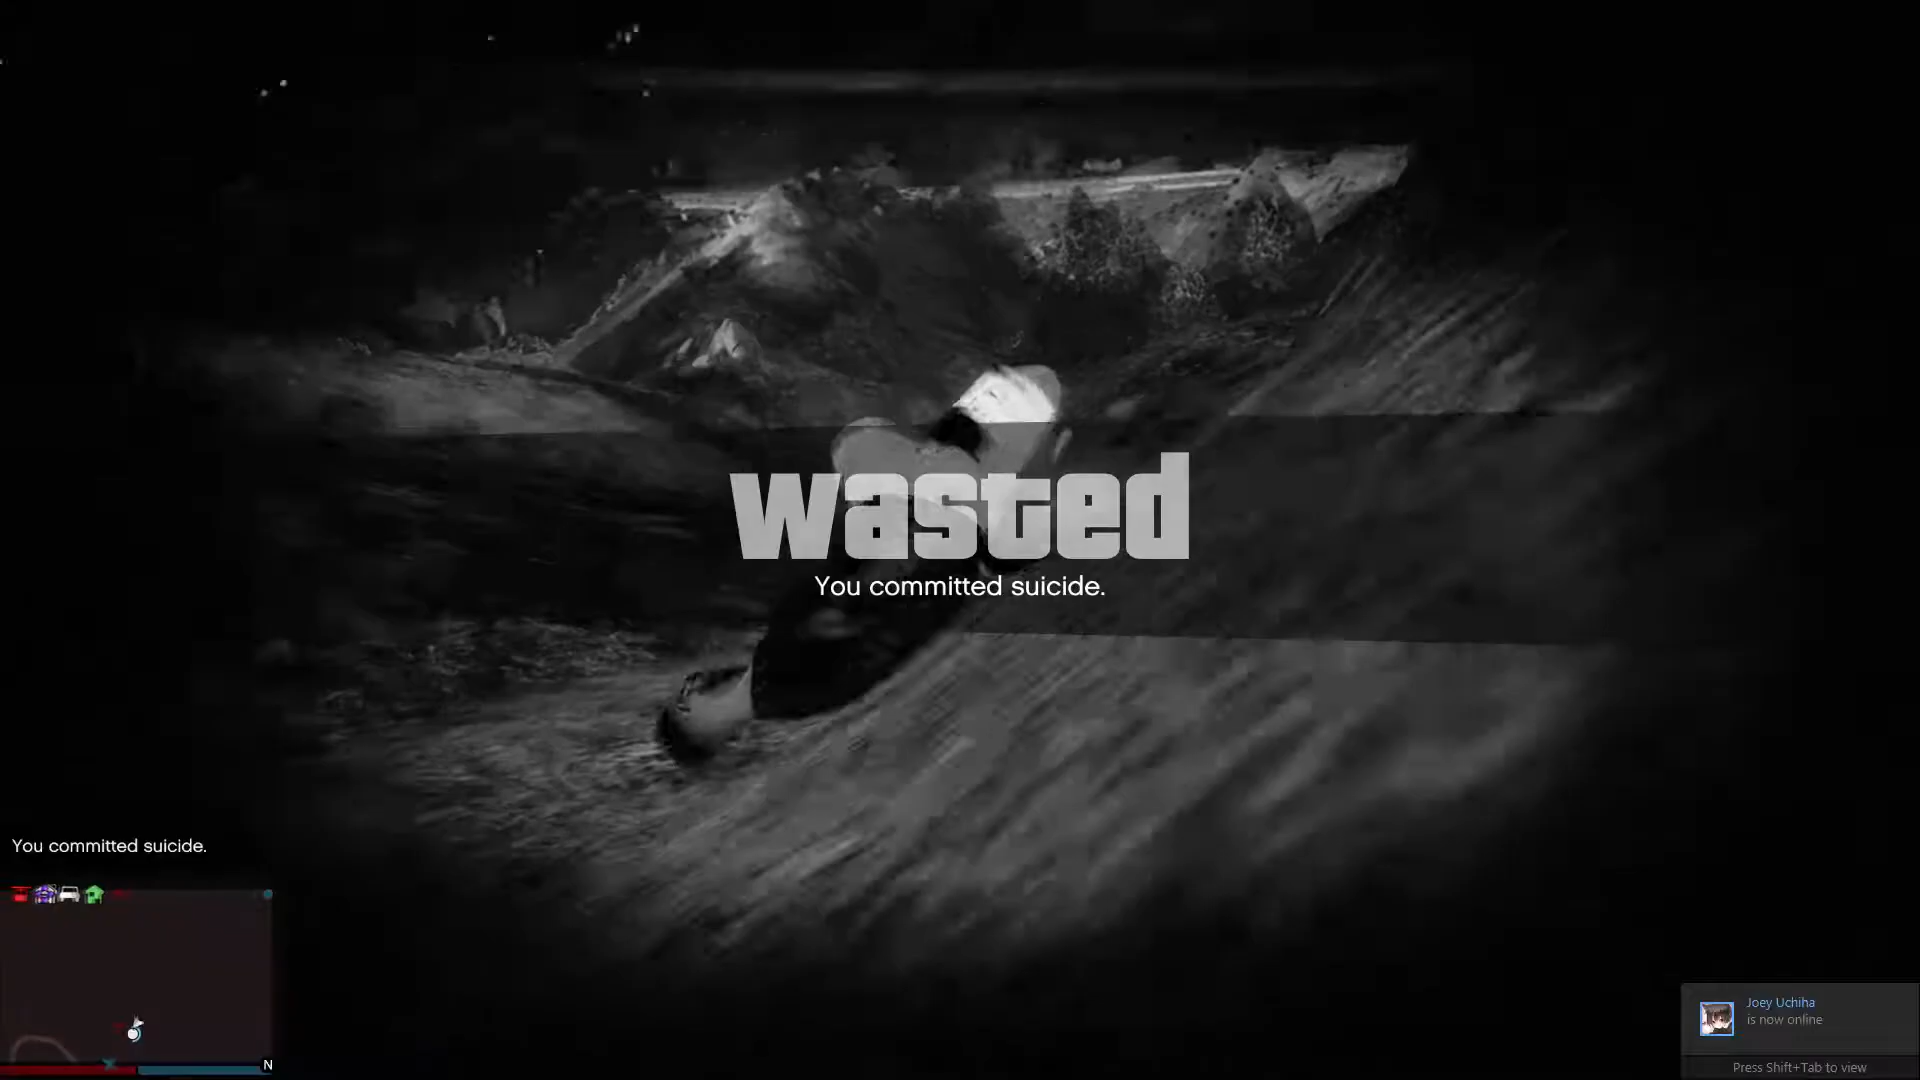 wasted
You committed suicide.
You committed suicide.
N
Joey Uchiha
is now online
Press Shift+Tab to view